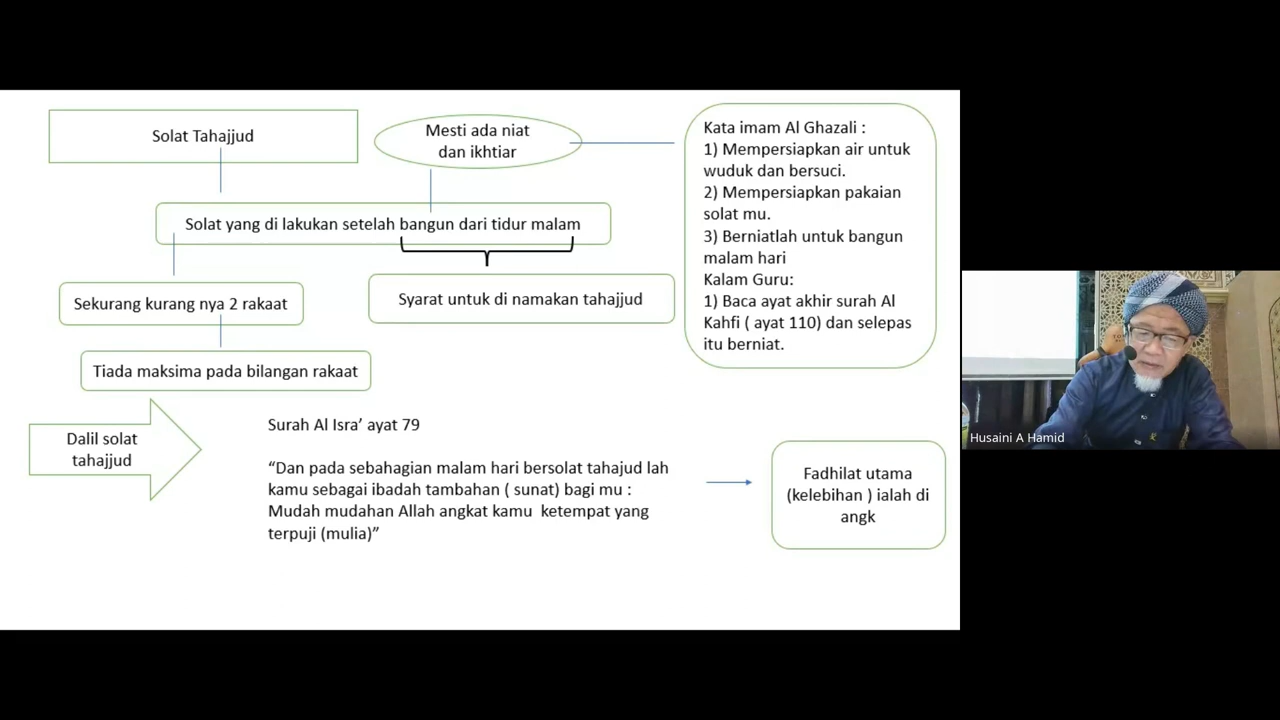 Solat Tahajjud
Mesti ada niat
dan ikhtiar
Solat yang di lakukan setelah bangun dari tidur malam
Sekurang kurang nya 2 rakaat
Syarat untuk di namakan tahajjud
Tiada maksima pada bilangan rakaat
Kata imam Al Ghazali :
1) Mempersiapkan air untuk
wuduk dan bersuci.
2) Mempersiapkan pakaian
solat mu.
3) Berniatlah untuk bangun
malam hari
Kalam Guru:
1) Baca ayat akhir surah Al
Kahfi ( ayat 110) dan selepas
itu berniat.
Dalil solat
tahajjud
Surah Al Isra’ ayat 79
“Dan pada sebahagian malam hari bersolat tahajud lah
kamu sebagai ibadah tambahan ( sunat) bagi mu :
Mudah mudahan Allah angkat kamu  ketempat yang
terpuji (mulia)”
Fadhilat utama
(kelebihan ) ialah di
angk
Husaini A Hamid